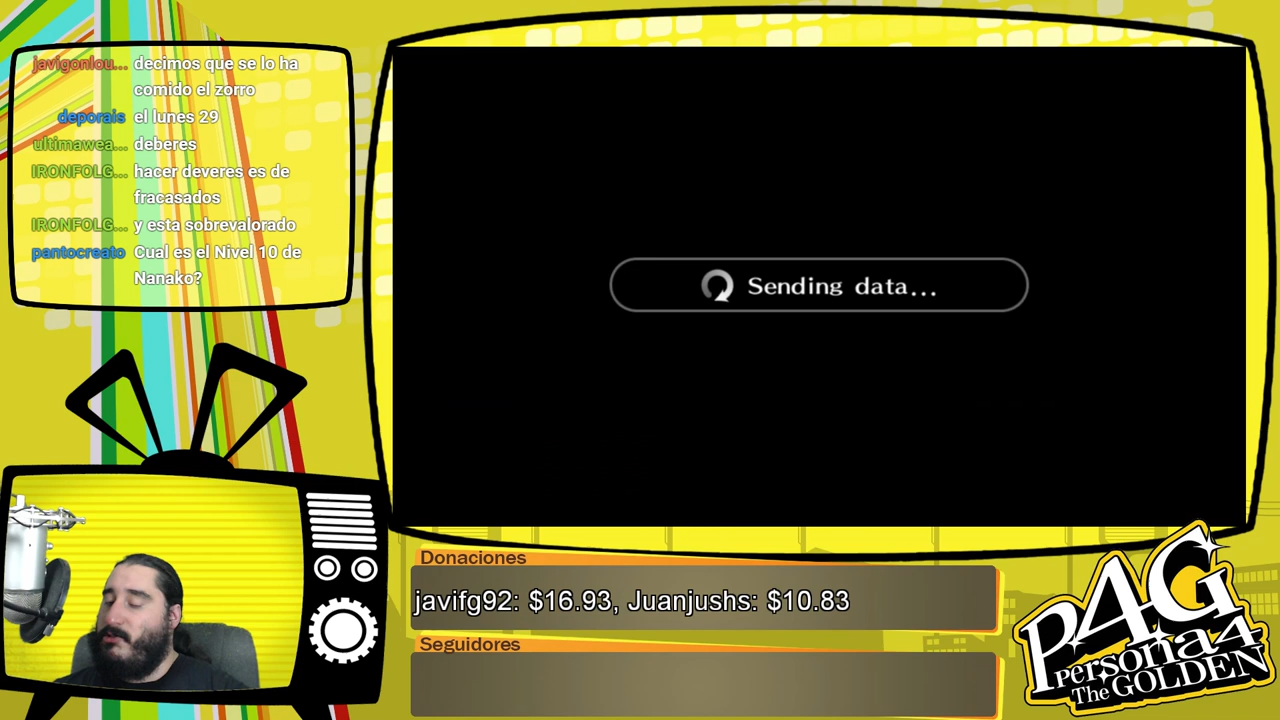 javigonlou... decimos que se lo ha
comido el zorro
deporais el lunes 29
ultimawea... deberes
IRONFOLG... hacer deveres es de
fracasados
IRONFOLG... y esta sobrevalorado
pantocreato Cual es el Nivel 10 de
Nanako?
Sending data...
Donaciones
javifg92: $16.93, Juanjushs: $10.83
Seguidores
P4G
Persona 4
The GOLDEN